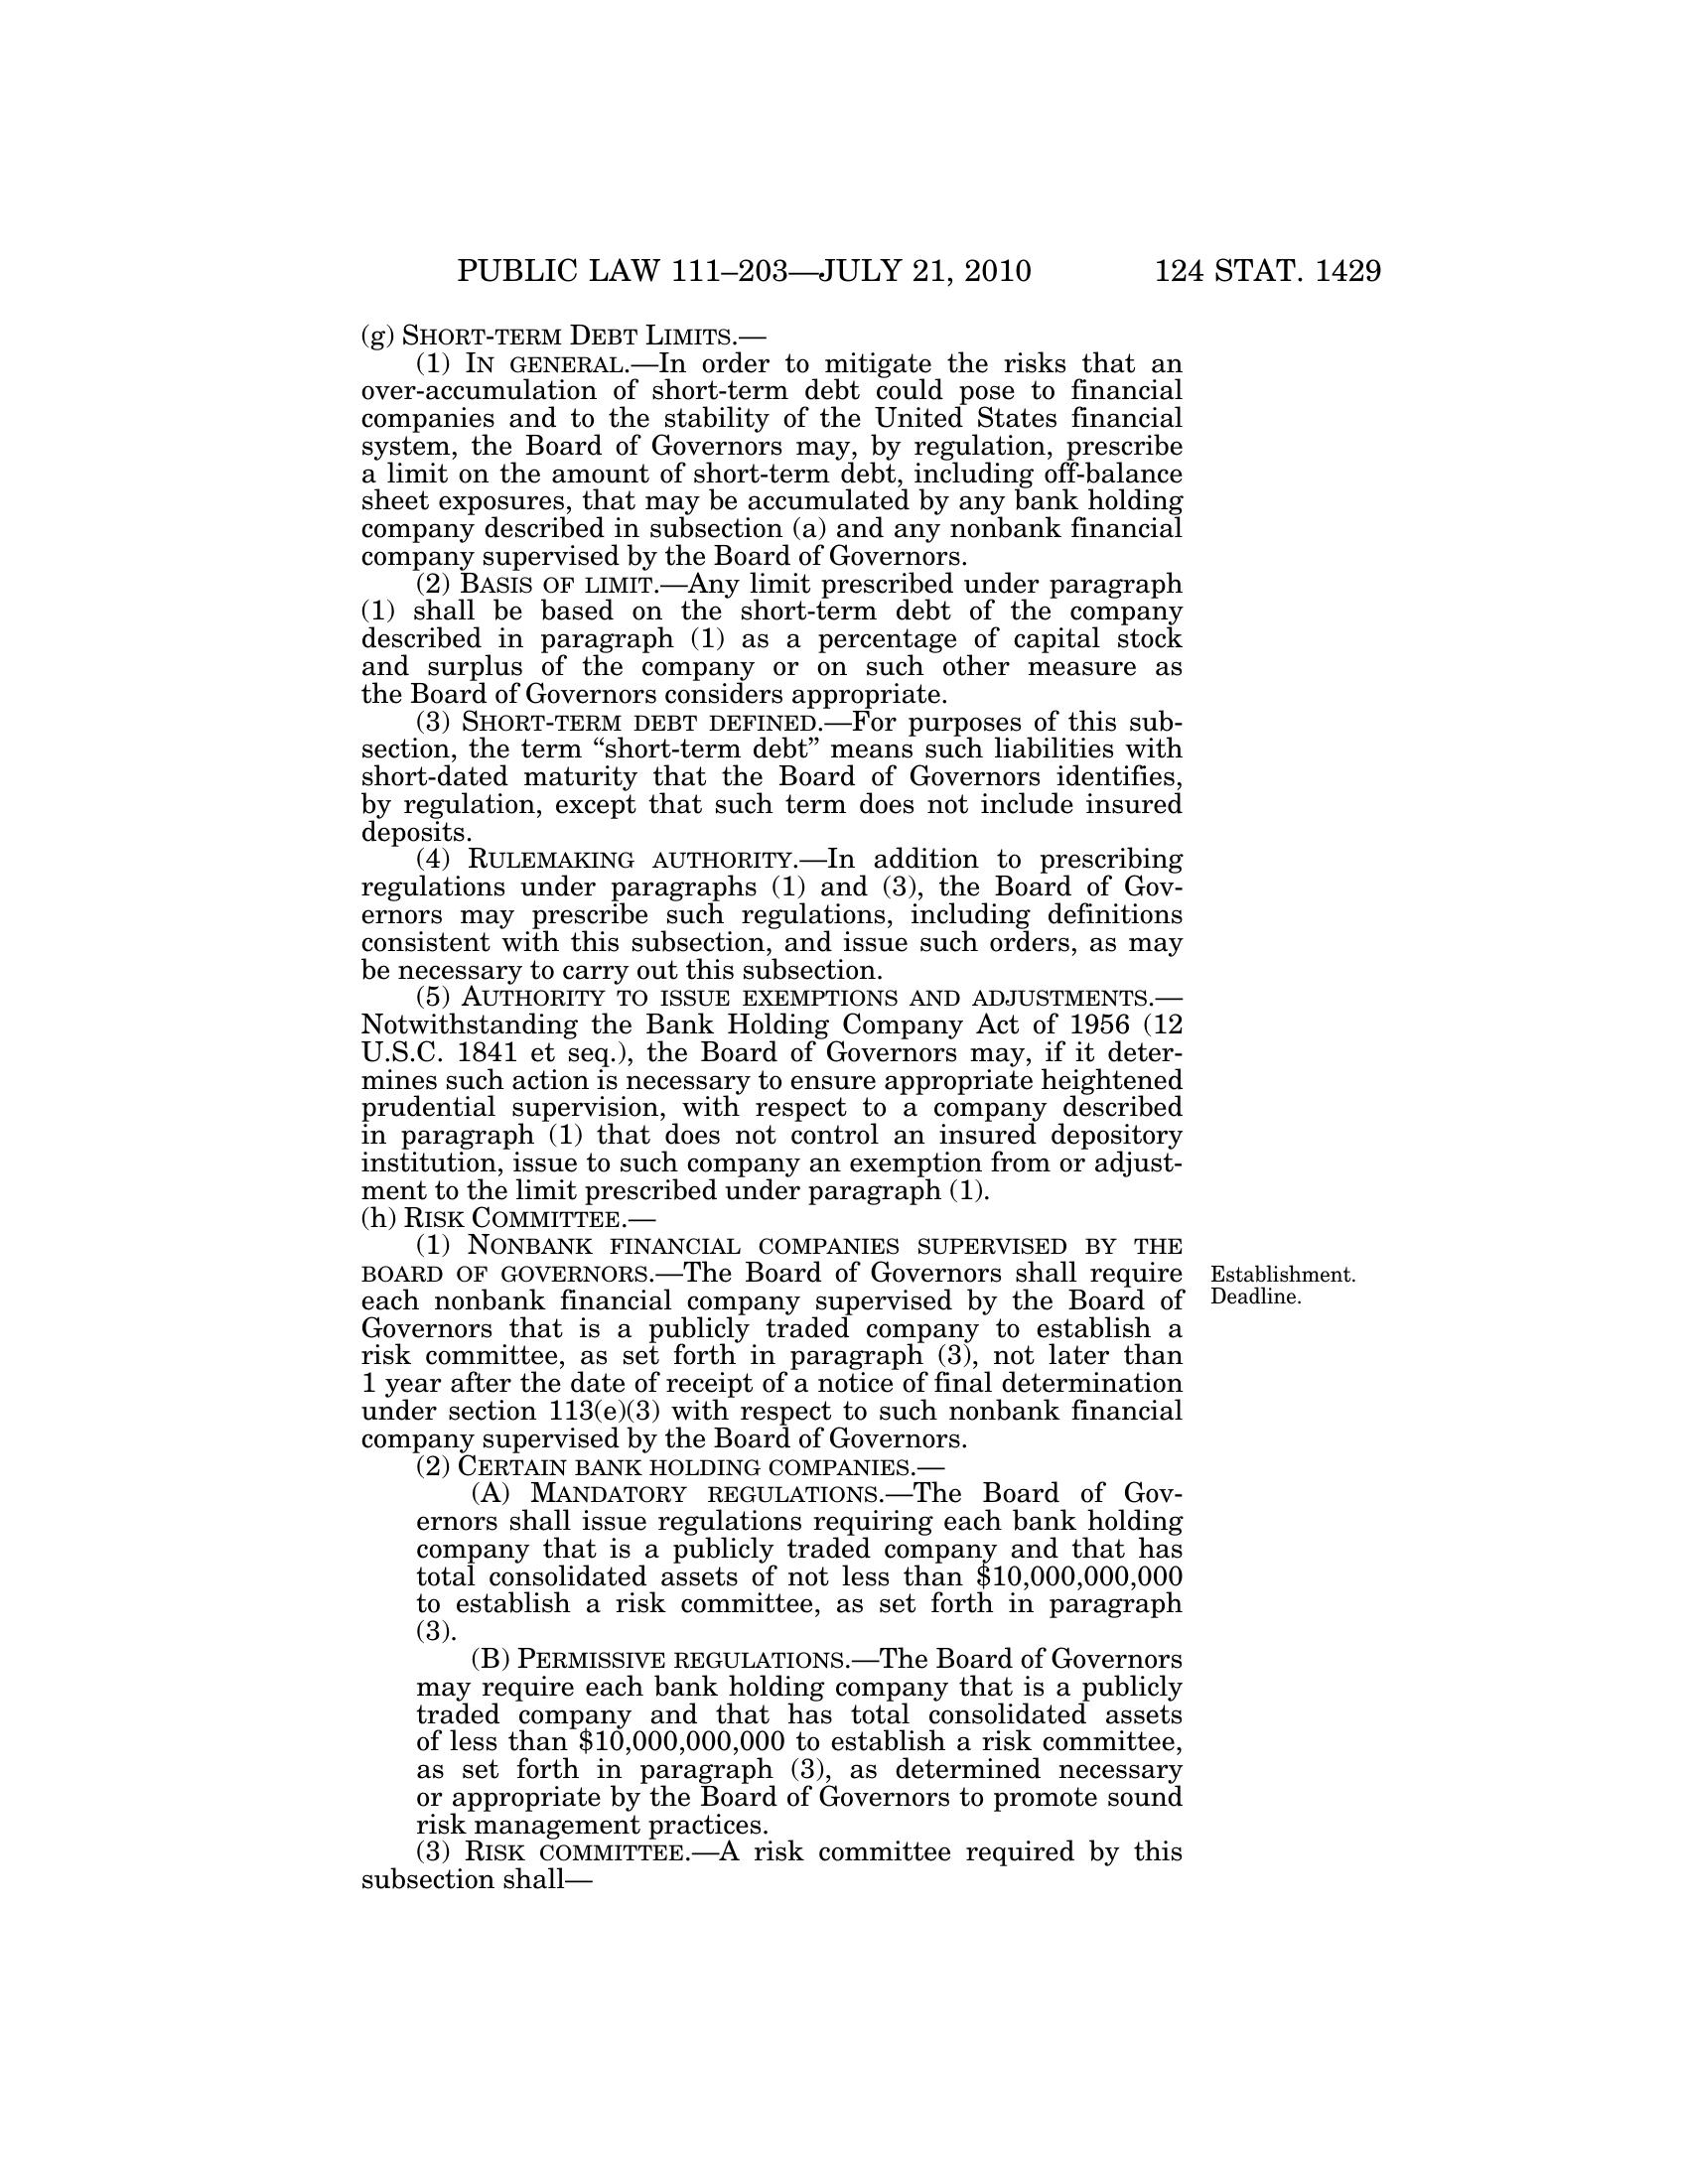 PUBLIC LAW 111–203—JULY 21, 2010 124 STAT. 1429
(g) SHORT-TERM DEBT LIMITS.—
(1) IN GENERAL.—In order to mitigate the risks that an
over-accumulation of short-term debt could pose to financial
companies and to the stability of the United States financial
system, the Board of Governors may, by regulation, prescribe
a limit on the amount of short-term debt, including off-balance
sheet exposures, that may be accumulated by any bank holding
company described in subsection (a) and any nonbank financial
company supervised by the Board of Governors.
(2) BASIS OF LIMIT.—Any limit prescribed under paragraph
(1) shall be based on the short-term debt of the company
described in paragraph (1) as a percentage of capital stock
and surplus of the company or on such other measure as
the Board of Governors considers appropriate.
(3) SHORT-TERM DEBT DEFINED.—For purposes of this sub-
section, the term “short-term debt” means such liabilities with
short-dated maturity that the Board of Governors identifies,
by regulation, except that such term does not include insured
deposits.
(4) RULEMAKING AUTHORITY.—In addition to prescribing
regulations under paragraphs (1) and (3), the Board of Gov-
ernors may prescribe such regulations, including definitions
consistent with this subsection, and issue such orders, as may
be necessary to carry out this subsection.
(5) AUTHORITY TO ISSUE EXEMPTIONS AND ADJUSTMENTS.—
Notwithstanding the Bank Holding Company Act of 1956 (12
U.S.C. 1841 et seq.), the Board of Governors may, if it deter-
mines such action is necessary to ensure appropriate heightened
prudential supervision, with respect to a company described
in paragraph (1) that does not control an insured depository
institution, issue to such company an exemption from or adjust-
ment to the limit prescribed under paragraph (1).
(h) RISK COMMITTEE.—
(1) NONBANK FINANCIAL COMPANIES SUPERVISED BY THE
BOARD OF GOVERNORS.—The Board of Governors shall require
each nonbank financial company supervised by the Board of
Governors that is a publicly traded company to establish a
risk committee, as set forth in paragraph (3), not later than
1 year after the date of receipt of a notice of final determination
under section 113(e)(3) with respect to such nonbank financial
company supervised by the Board of Governors.
Establishment.
Deadline.
(2) CERTAIN BANK HOLDING COMPANIES.—
(A) MANDATORY REGULATIONS.—The Board of Gov-
ernors shall issue regulations requiring each bank holding
company that is a publicly traded company and that has
total consolidated assets of not less than $10,000,000,000
to establish a risk committee, as set forth in paragraph
(3).
(B) PERMISSIVE REGULATIONS.—The Board of Governors
may require each bank holding company that is a publicly
traded company and that has total consolidated assets
of less than $10,000,000,000 to establish a risk committee,
as set forth in paragraph (3), as determined necessary
or appropriate by the Board of Governors to promote sound
risk management practices.
(3) RISK COMMITTEE.—A risk committee required by this
subsection shall—